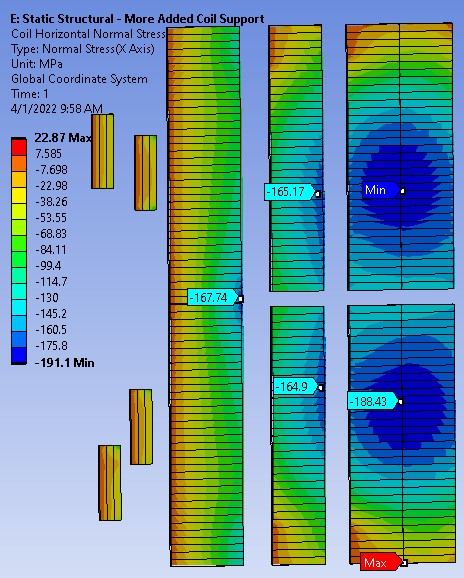 E: Static Structural - More Added Coil Support
Coil Horizontal Normal Stress
Type: Normal Stress(X Axis)
Unit: MPa
Global Coordinate System
Time: 1
4/1/2022 9:58 AM
22.87 Max
7.585
-7.698
-22.98
-38.26
-53.55
-68.83
-84.11
-99.4
-114.7
-130
-145.2
-160.5
-175.8
-191.1 Min
-165.17
Min
-167.74
-164.9
-188.43
Max